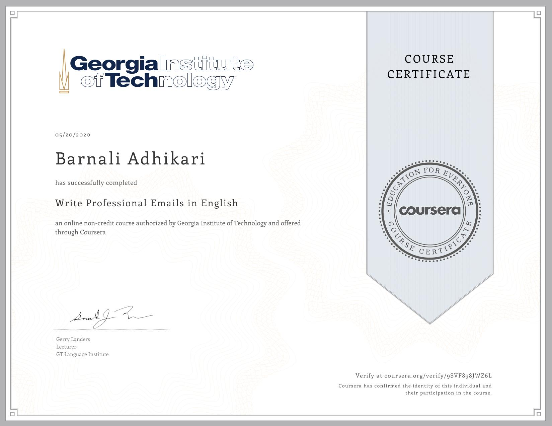 Georgia Institute
of Technology
COURSE
CERTIFICATE
05/20/2020
Barnali Adhikari
has successfully completed
Write Professional Emails in English
an online non-credit course authorized by Georgia Institute of Technology and offered
through Coursera
EDUCATION FOR EVERYONE
coursera
COURSE CERTIFICATE
Gerry Landers
Lecturer
GT Language Institute
Verify at coursera.org/verify/
Coursera has confirmed the identity of this individual and
their participation in the course.